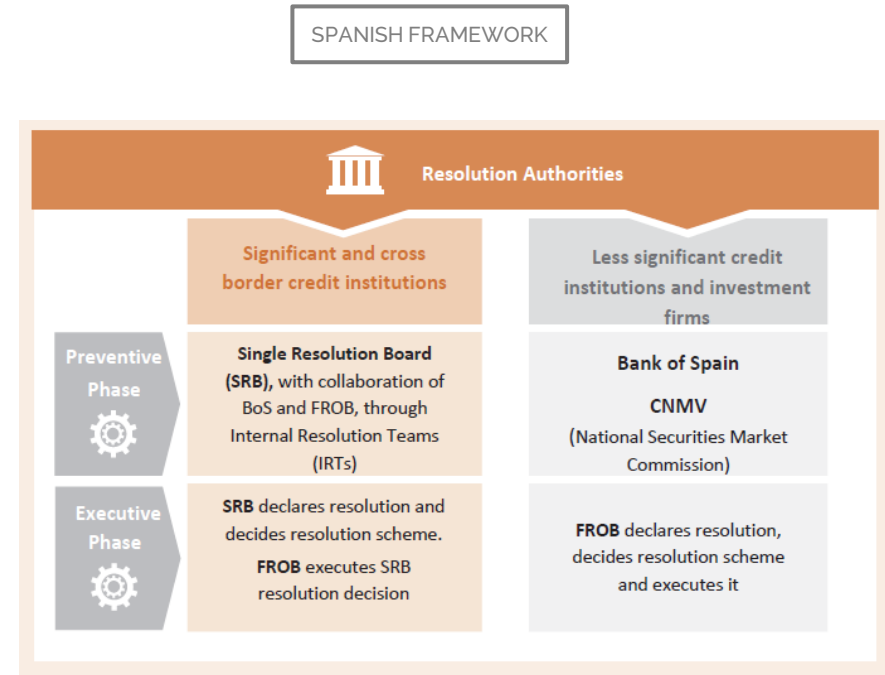 SPANISH FRAMEWORK
Resolution Authorities
Significant and cross
border credit institutions
Less significant credit
institutions and investment
firms
Preventive
Phase
Single Resolution Board
(SRB), with collaboration of
BoS and FROB, through
Internal Resolution Teams
(IRTs)
Bank of Spain
CNMV
(National Securities Market
Commission)
Executive
Phase
SRB declares resolution and
decides resolution scheme.
FROB executes SRB
resolution decision
FROB declares resolution,
decides resolution scheme
and executes it